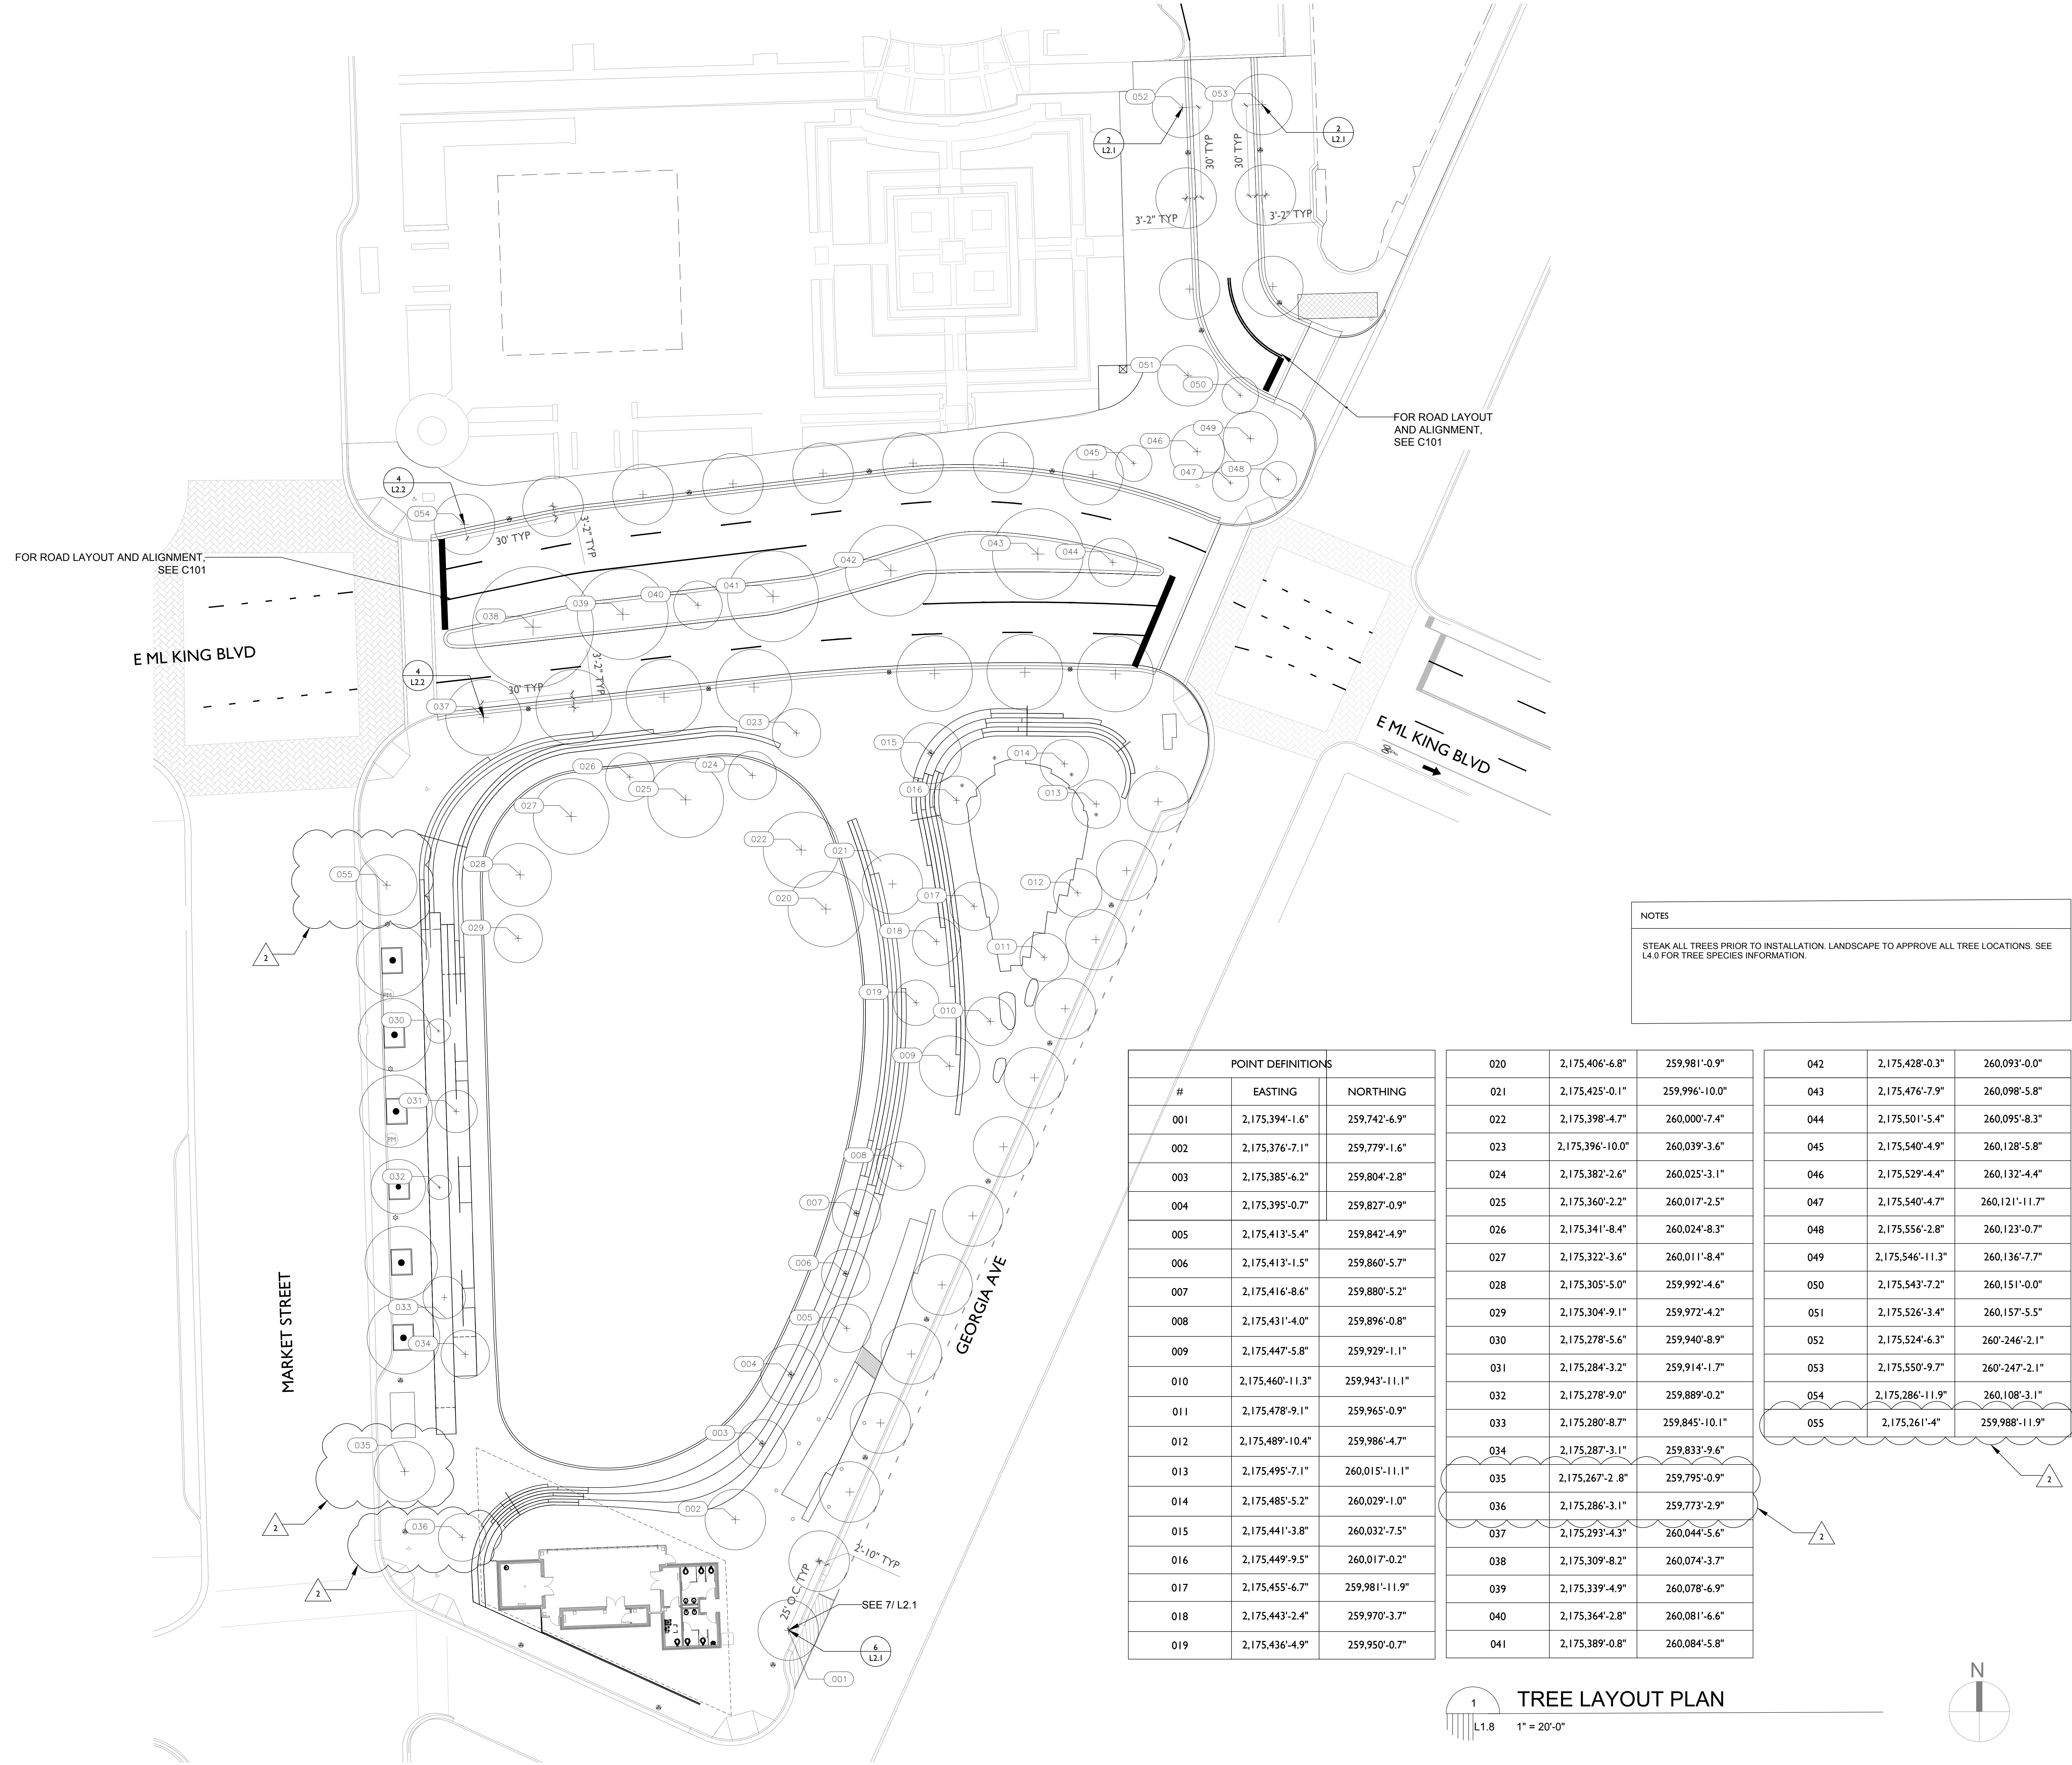 052
053
2
L2.1
2
L2.1
30' TYP
30' TYP
3'-2" TYP
3'-2" TYP
051
050
FOR ROAD LAYOUT
AND ALIGNMENT,
SEE C101
049
046
045
047
048
4
L2.2
054
30' TYP
3'-2" TYP
FOR ROAD LAYOUT AND ALIGNMENT,
SEE C101
043
044
042
041
040
039
038
E ML KING BLVD
4
L2.2
30' TYP
3'-2" TYP
037
023
015
014
E ML KING BLVD
026
024
025
016
013
027
022
021
028
055
012
017
020
029
018
011
2
019
010
PM
030
009
031
PM
008
032
007
006
033
005
034
004
MARKET STREET
GEORGIA AVE
003
035
002
036
2
2
2'-10" TYP
25' O.C. TYP
SEE 7/ L2.1
6
L2.1
001
NOTES
STEAK ALL TREES PRIOR TO INSTALLATION. LANDSCAPE TO APPROVE ALL TREE LOCATIONS. SEE
L4.0 FOR TREE SPECIES INFORMATION.
POINT DEFINITIONS
# EASTING NORTHING
001 2,175,394'-1.6" 259,742'-6.9"
002 2,175,376'-7.1" 259,779'-1.6"
003 2,175,385'-6.2" 259,804'-2.8"
004 2,175,395'-0.7" 259,827'-0.9"
005 2,175,413'-5.4" 259,842'-4.9"
006 2,175,413'-1.5" 259,860'-5.7"
007 2,175,416'-8.6" 259,880'-5.2"
008 2,175,431'-4.0" 259,896'-0.8"
009 2,175,447'-5.8" 259,929'-1.1"
010 2,175,460'-11.3" 259,943'-11.1"
011 2,175,478'-9.1" 259,965'-0.9"
012 2,175,489'-10.4" 259,986'-4.7"
013 2,175,495'-7.1" 260,015'-11.1"
014 2,175,485'-5.2" 260,029'-1.0"
015 2,175,441'-3.8" 260,032'-7.5"
016 2,175,449'-9.5" 260,017'-0.2"
017 2,175,455'-6.7" 259,981'-11.9"
018 2,175,443'-2.4" 259,970'-3.7"
019 2,175,436'-4.9" 259,950'-0.7"
020 2,175,406'-6.8" 259,981'-0.9"
021 2,175,425'-0.1" 259,996'-10.0"
022 2,175,398'-4.7" 260,000'-7.4"
023 2,175,396'-10.0" 260,039'-3.6"
024 2,175,382'-2.6" 260,025'-3.1"
025 2,175,360'-2.2" 260,017'-2.5"
026 2,175,341'-8.4" 260,024'-8.3"
027 2,175,322'-3.6" 260,011'-8.4"
028 2,175,305'-5.0" 259,992'-4.6"
029 2,175,304'-9.1" 259,972'-4.2"
030 2,175,278'-5.6" 259,940'-8.9"
031 2,175,284'-3.2" 259,914'-1.7"
032 2,175,278'-9.0" 259,889'-0.2"
033 2,175,280'-8.7" 259,845'-10.1"
034 2,175,287'-3.1" 259,833'-9.6"
035 2,175,267'-2 .8" 259,795'-0.9"
036 2,175,286'-3.1" 259,773'-2.9"
037 2,175,293'-4.3" 260,044'-5.6"
038 2,175,309'-8.2" 260,074'-3.7"
039 2,175,339'-4.9" 260,078'-6.9"
040 2,175,364'-2.8" 260,081'-6.6"
041 2,175,389'-0.8" 260,084'-5.8"
2
042 2,175,428'-0.3" 260,093'-0.0"
043 2,175,476'-7.9" 260,098'-5.8"
044 2,175,501'-5.4" 260,095'-8.3"
045 2,175,540'-4.9" 260,128'-5.8"
046 2,175,529'-4.4" 260,132'-4.4"
047 2,175,540'-4.7" 260,121'-11.7"
048 2,175,556'-2.8" 260,123'-0.7"
049 2,175,546'-11.3" 260,136'-7.7"
050 2,175,543'-7.2" 260,151'-0.0"
051 2,175,526'-3.4" 260,157'-5.5"
052 2,175,524'-6.3" 260'-246'-2.1"
053 2,175,550'-9.7" 260'-247'-2.1"
054 2,175,286'-11.9" 260,108'-3.1"
055 2,175,261'-4" 259,988'-11.9"
2
1
L1.8
TREE LAYOUT PLAN
1" = 20'-0"
N